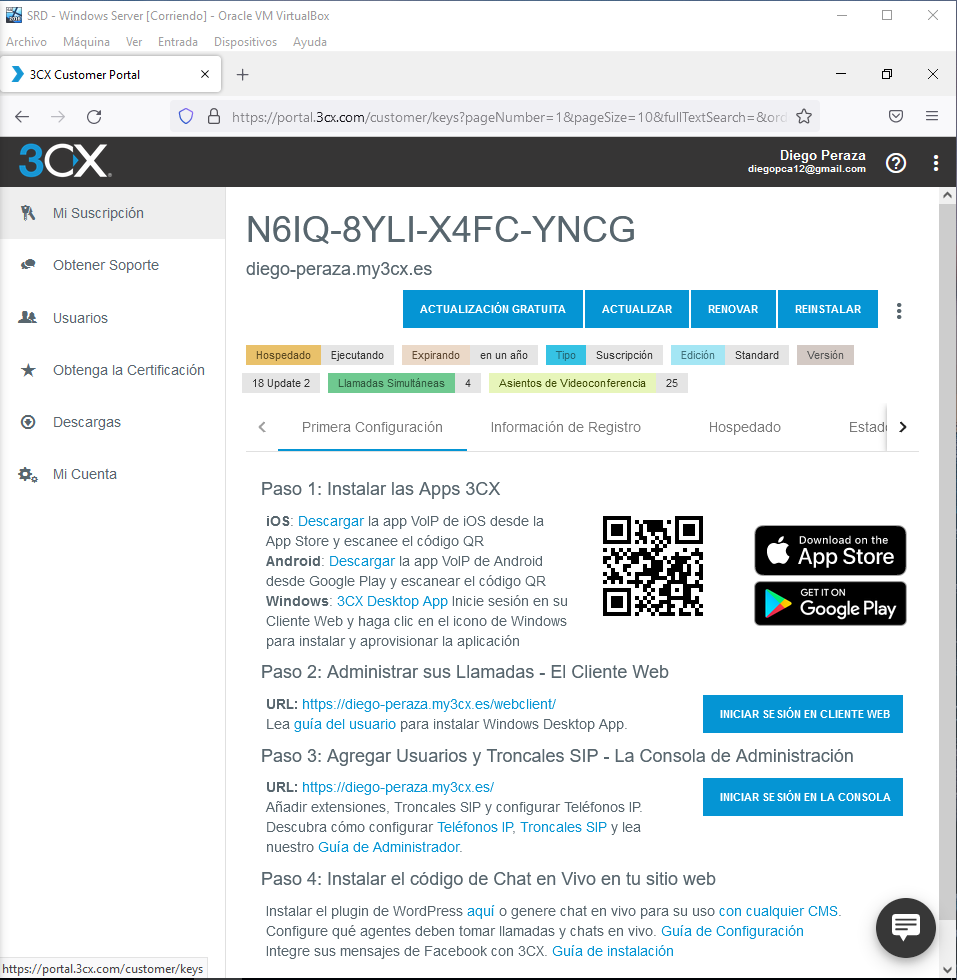 SRD - Windows Server [Corriendo] - Oracle VM VirtualBox
Archivo Máquina Ver Entrada Dispositivos Ayuda
3CX Customer Portal
https://portal.3cx.com/customer/keys?pageNumber=1&pageSize=10&fullTextSearch=&ord
3CX
Diego Peraza
diegopca12@gmail.com
Mi Suscripción
Obtener Soporte
Usuarios
Obtenga la Certificación
Descargas
Mi Cuenta
N6IQ-8YLI-X4FC-YNCG
diego-peraza.my3cx.es
ACTUALIZACIÓN GRATUITA ACTUALIZAR RENOVAR REINSTALAR
Hospedado Ejecutando Expirando en un año Tipo Suscripción Edición Standard Versión
18 Update 2 Llamadas Simultáneas 4 Asientos de Videoconferencia 25
Primera Configuración Información de Registro Hospedado Estad
Paso 1: Instalar las Apps 3CX
iOS: Descargar la app VoIP de iOS desde la
App Store y escanee el código QR
Android: Descargar la app VoIP de Android
desde Google Play y escanear el código QR
Windows: 3CX Desktop App Inicie sesión en su
Cliente Web y haga clic en el icono de Windows
para instalar y aprovisionar la aplicación
Download on the
App Store
GET IT ON
Google Play
Paso 2: Administrar sus Llamadas - El Cliente Web
URL: https://diego-peraza.my3cx.es/webclient/
Lea guía del usuario para instalar Windows Desktop App.
INICIAR SESIÓN EN CLIENTE WEB
Paso 3: Agregar Usuarios y Troncales SIP - La Consola de Administración
URL: https://diego-peraza.my3cx.es/
Añadir extensiones, Troncales SIP y configurar Teléfonos IP.
Descubra cómo configurar Teléfonos IP, Troncales SIP y lea
nuestro Guía de Administrador.
INICIAR SESIÓN EN LA CONSOLA
Paso 4: Instalar el código de Chat en Vivo en tu sitio web
Instalar el plugin de WordPress aquí o genere chat en vivo para su uso con cualquier CMS.
Configure qué agentes deben tomar llamadas y chats en vivo. Guía de Configuración
Integre sus mensajes de Facebook con 3CX. Guía de instalación
https://portal.3cx.com/customer/keys